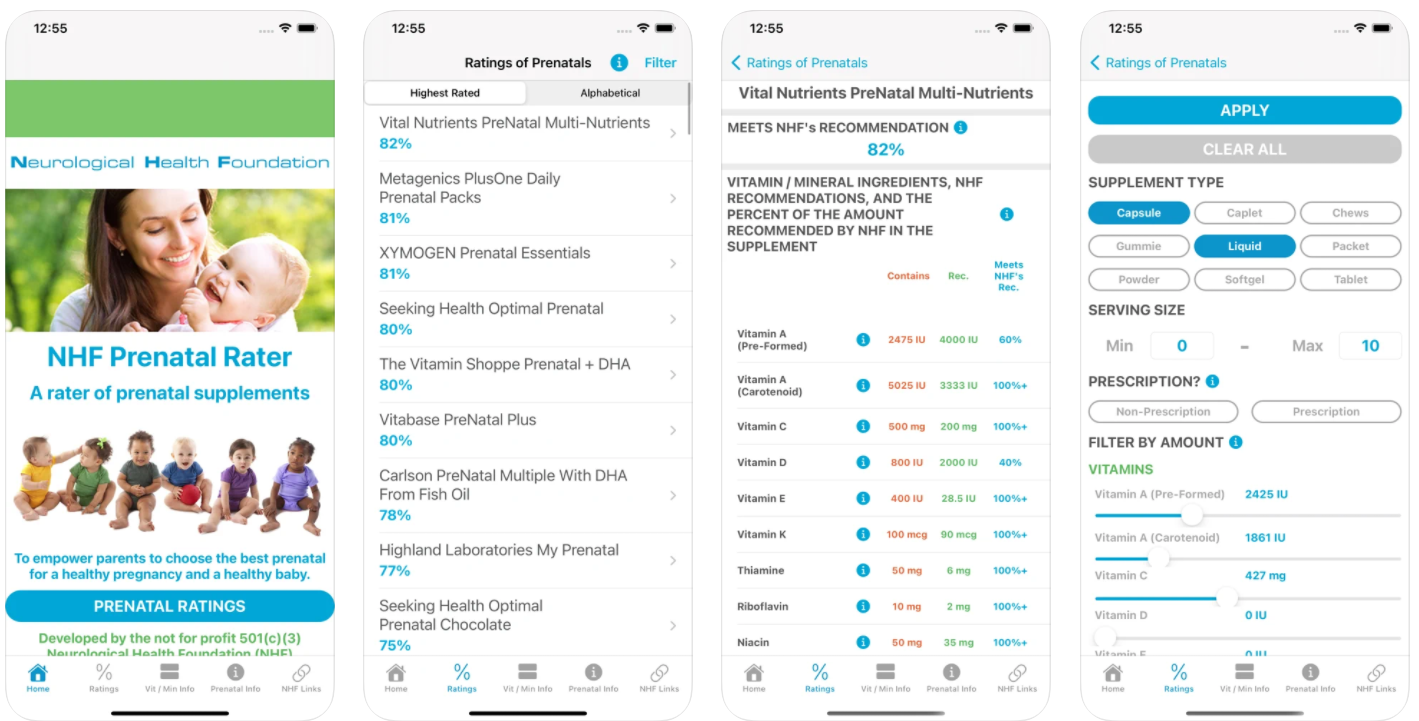 12:55
Neurological Health Foundation
NHF Prenatal Rater
A rater of prenatal supplements
To empower parents to choose the best prenatal
for a healthy pregnancy and a healthy baby.
PRENATAL RATINGS
Developed by the not for profit 501(c)(3)
Neurological Health Foundation (NHF)
Home Ratings Vit / Min Info Prenatal Info NHF Links
12:55
Ratings of Prenatals Filter
Highest Rated Alphabetical
Vital Nutrients PreNatal Multi-Nutrients
82%
Metagenics PlusOne Daily
Prenatal Packs
81%
XYMOGEN Prenatal Essentials
81%
Seeking Health Optimal Prenatal
80%
The Vitamin Shoppe Prenatal + DHA
80%
Vitabase PreNatal Plus
80%
Carlson PreNatal Multiple With DHA
From Fish Oil
78%
Highland Laboratories My Prenatal
77%
Seeking Health Optimal
Prenatal Chocolate
75%
Home Ratings Vit / Min Info Prenatal Info NHF Links
12:55
Ratings of Prenatals
Vital Nutrients PreNatal Multi-Nutrients
MEETS NHF's RECOMMENDATION
82%
VITAMIN / MINERAL INGREDIENTS, NHF
RECOMMENDATIONS, AND THE
PERCENT OF THE AMOUNT
RECOMMENDED BY NHF IN THE
SUPPLEMENT
Contains Rec. Meets
NHF's
Rec.
Vitamin A
(Pre-Formed) 2475 IU 4000 IU 60%
Vitamin A
(Carotenoid) 5025 IU 3333 IU 100%+
Vitamin C 500 mg 200 mg 100%+
Vitamin D 800 IU 2000 IU 40%
Vitamin E 400 IU 28.5 IU 100%+
Vitamin K 100 mcg 90 mcg 100%+
Thiamine 50 mg 6 mg 100%+
Riboflavin 10 mg 2 mg 100%+
Niacin 50 mg 35 mg 100%+
Home Ratings Vit / Min Info Prenatal Info NHF Links
12:55
Ratings of Prenatals
APPLY
CLEAR ALL
SUPPLEMENT TYPE
Capsule Caplet Chews
Gummie Liquid Packet
Powder Softgel Tablet
SERVING SIZE
Min 0 - Max 10
PRESCRIPTION?
Non-Prescription Prescription
FILTER BY AMOUNT
VITAMINS
Vitamin A (Pre-Formed) 2425 IU
Vitamin A (Carotenoid) 1861 IU
Vitamin C 427 mg
Vitamin D 0 IU
Vitamin E 0 IU
Home Ratings Vit / Min Info Prenatal Info NHF Links